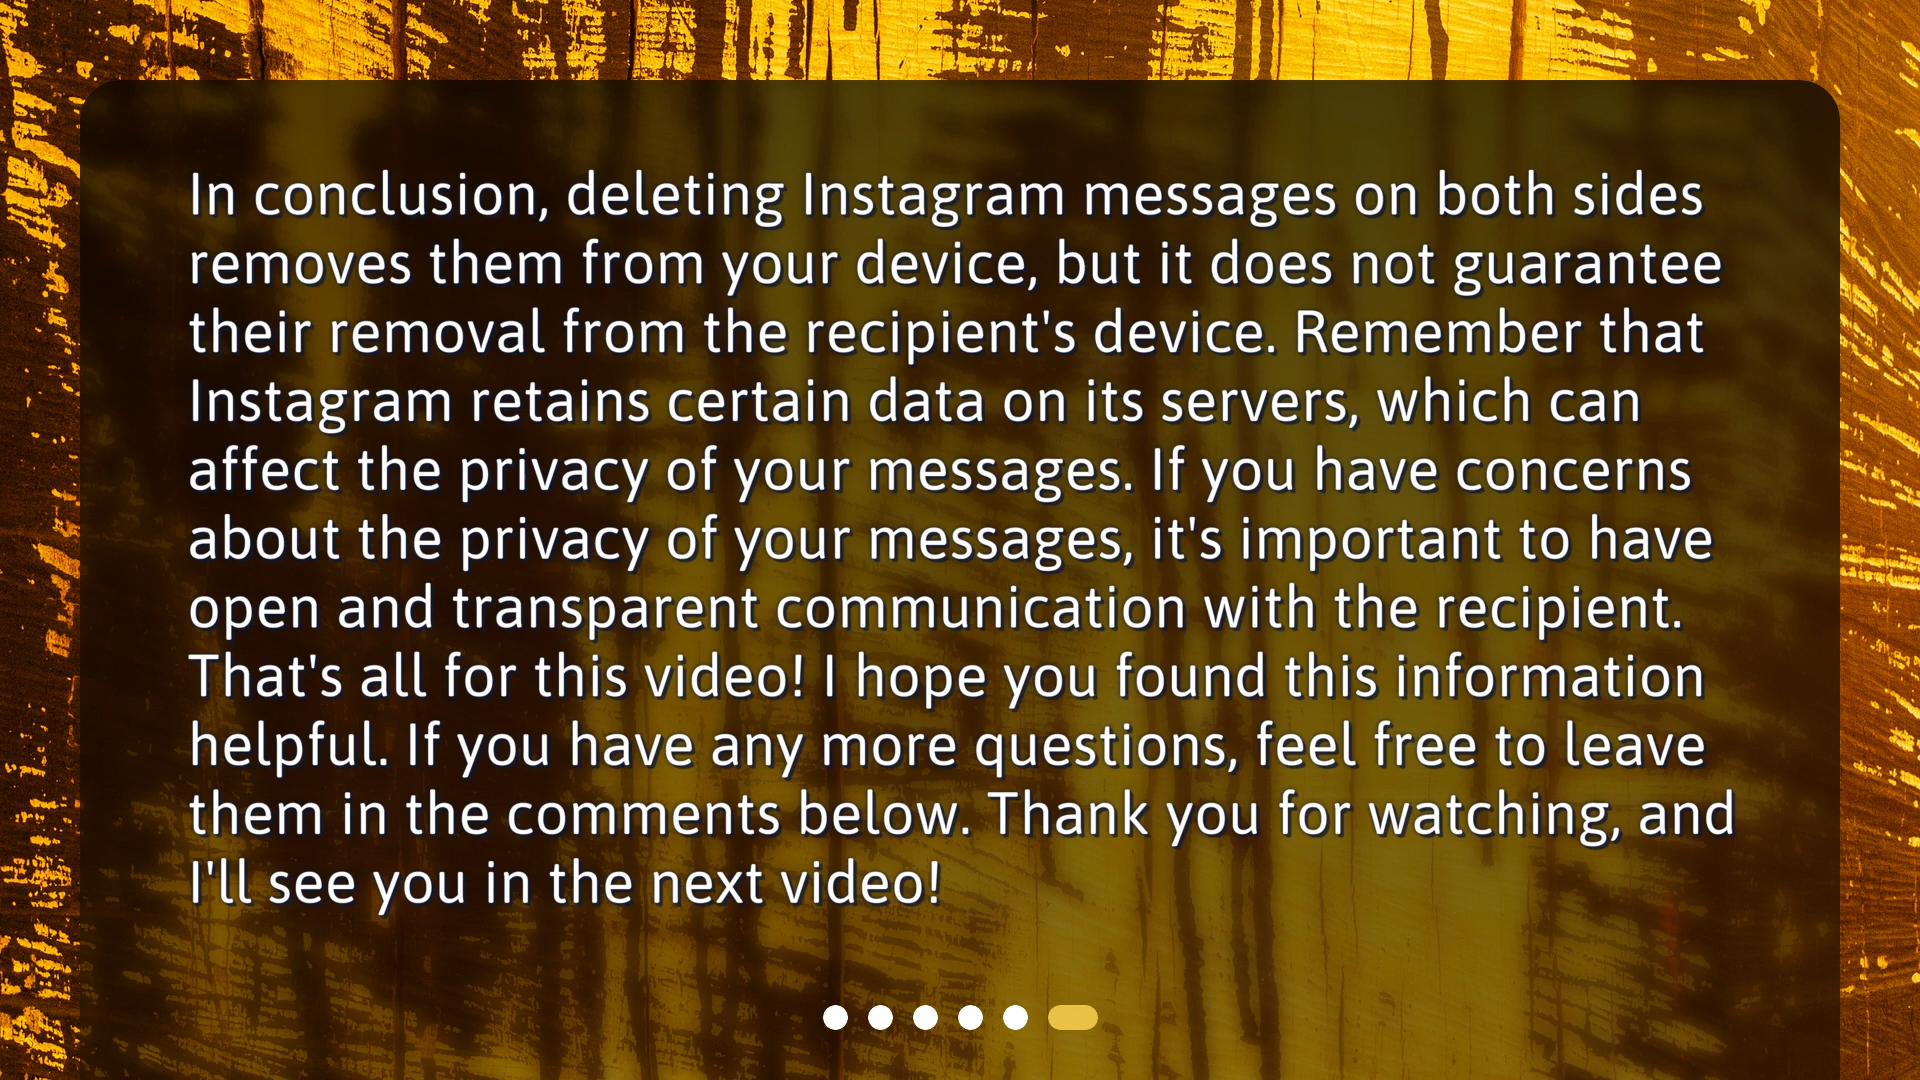 In conclusion, deleting Instagram messages on both sides
removes them from your device, but it does not guarantee
their removal from the recipient's device. Remember that
Instagram retains certain data on its servers, which can
affect the privacy of your messages. If you have concerns
about the privacy of your messages, it's important to have
open and transparent communication with the recipient.
That's all for this video! I hope you found this information
helpful. If you have any more questions, feel free to leave
them in the comments below. Thank you for watching, and
I'll see you in the next video!